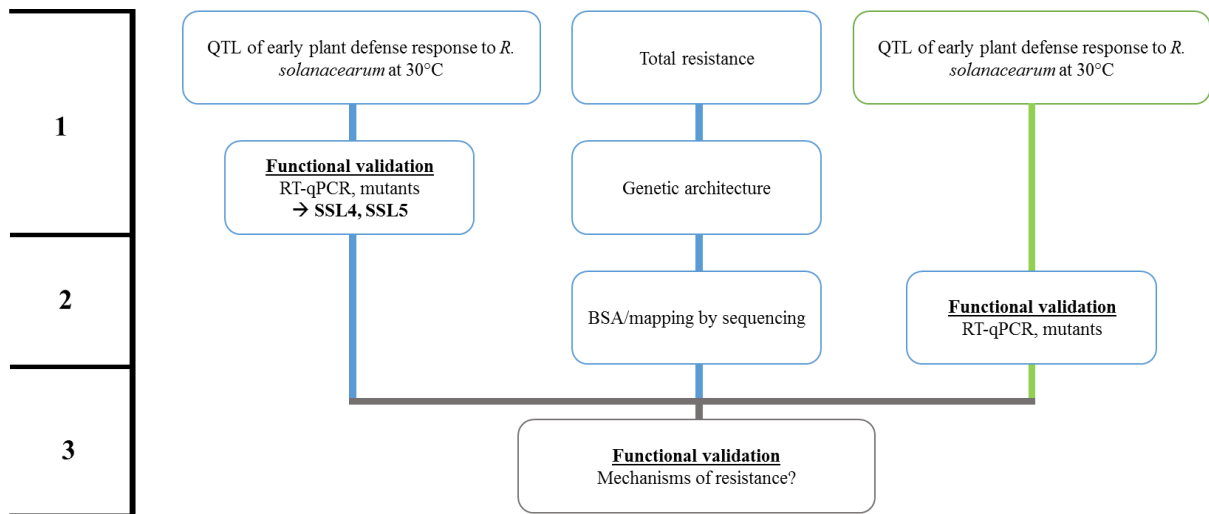 1
QTL of early plant defense response to R.
solanacearum at 30°C
Total resistance
QTL of early plant defense response to R.
solanacearum at 30°C
Functional validation
RT-qPCR, mutants
→ SSL4, SSL5
Genetic architecture
2
BSA/mapping by sequencing
Functional validation
RT-qPCR, mutants
3
Functional validation
Mechanisms of resistance?